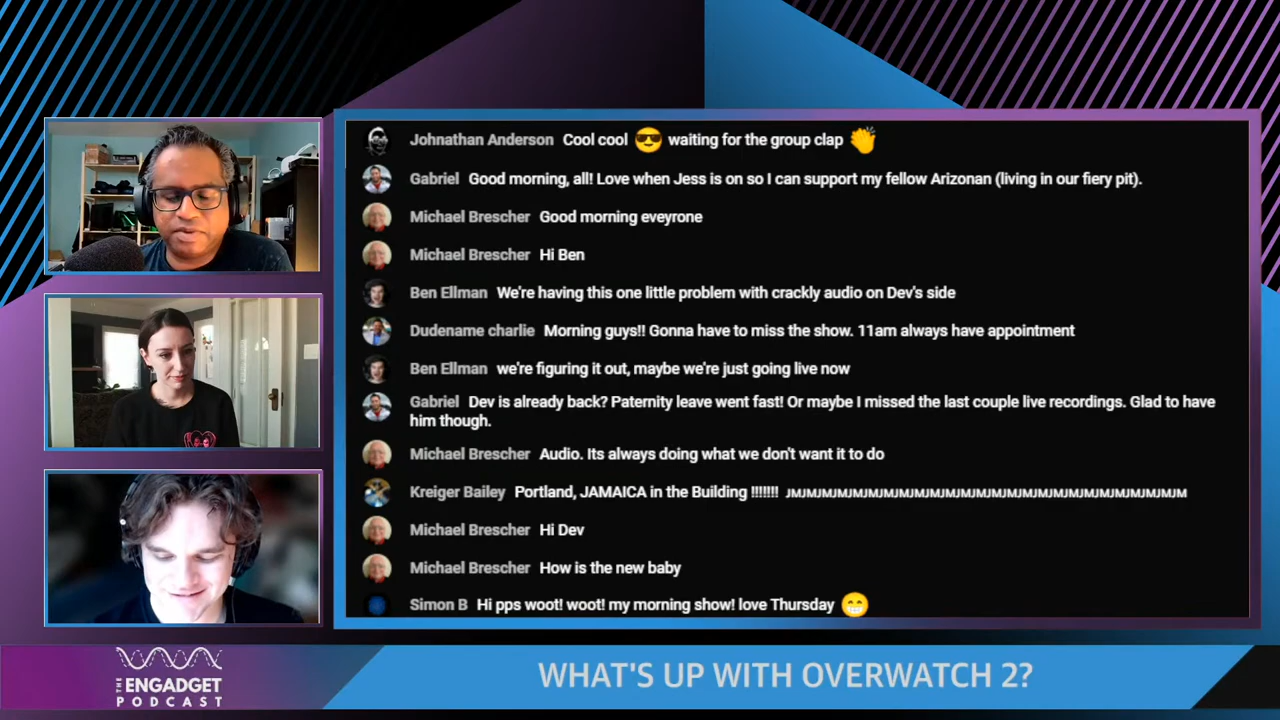 Johnathan Anderson Cool cool 😎 waiting for the group clap 👏
Gabriel Good morning, all! Love when Jess is on so I can support my fellow Arizonan (living in our fiery pit).
Michael Brescher Good morning eveyrone
Michael Brescher Hi Ben
Ben Ellman We're having this one little problem with crackly audio on Dev's side
Dudename charlie Morning guys!! Gonna have to miss the show. 11am always have appointment
Ben Ellman we're figuring it out, maybe we're just going live now
Gabriel Dev is already back? Paternity leave went fast! Or maybe I missed the last couple live recordings. Glad to have
him though.
Michael Brescher Audio. Its always doing what we don't want it to do
Kreiger Bailey Portland, JAMAICA in the Building !!!!!!!
Michael Brescher Hi Dev
Michael Brescher How is the new baby
Simon B Hi pps woot! woot! my morning show! love Thursday 😁
THE ENGADGET
PODCAST
WHAT'S UP WITH OVERWATCH 2?